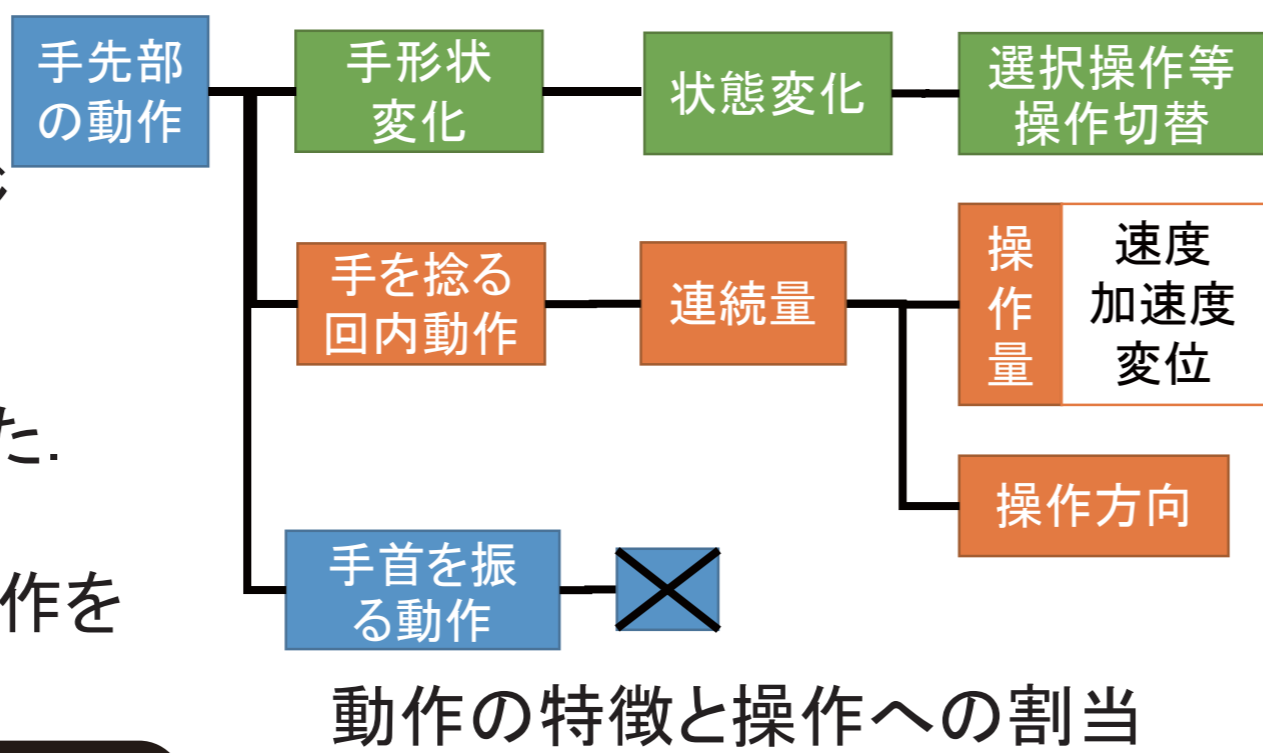 手先部
の動作
手形状
変化
状態変化
選択操作等
操作切替
手を捻る
回内動作
連続量
操
作
量
速度
加速度
変位
操作方向
手首を振
る動作
た.
作を
動作の特徴と操作への割当